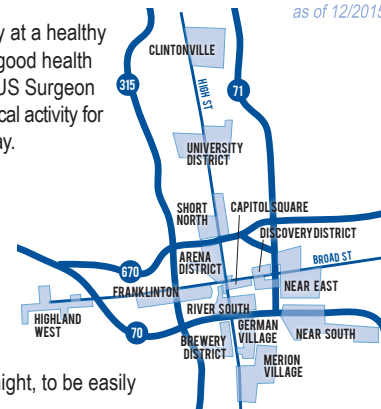 as of 12/2015
y at a healthy
good health
US Surgeon
cal activity for
ay.
CLINTONVILLE
315
HIGH ST
71
UNIVERSITY
DISTRICT
SHORT
NORTH
CAPITOL SQUARE
DISCOVERY DISTRICT
ARENA
DISTRICT
BROAD ST
670
FRANKLINTON
NEAR EAST
RIVER SOUTH
HIGHLAND
WEST
70
BREWERY
DISTRICT
GERMAN
VILLAGE
NEAR SOUTH
MERION
VILLAGE
night, to be easily